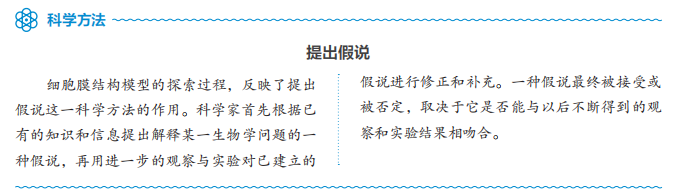 科学方法
提出假说
细胞膜结构模型的探索过程，反映了提出
假说这一科学方法的作用。科学家首先根据已
有的知识和信息提出解释某一生物学问题的一
种假说，再用进一步的观察与实验对已建立的
假说进行修正和补充。一种假说最终被接受或
被否定，取决于它是否能与以后不断得到的观
察和实验结果相吻合。